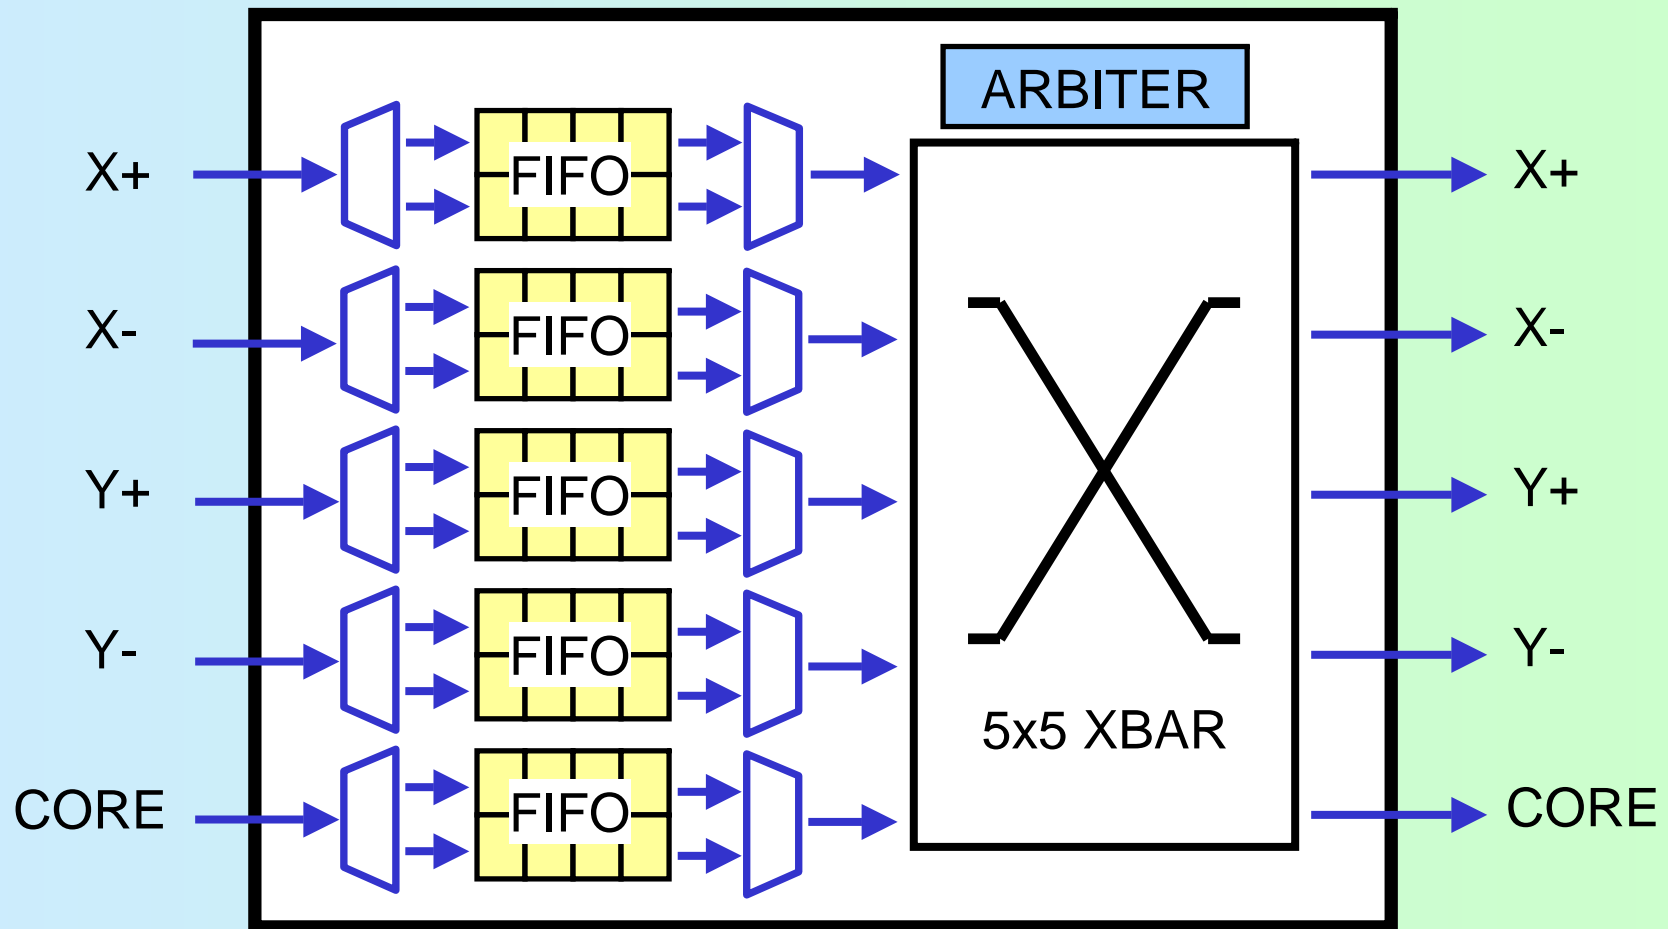 ARBITER
X+
FIFO
X+
X-
FIFO
X-
Y+
FIFO
Y+
Y-
FIFO
Y-
5x5 XBAR
CORE
FIFO
CORE